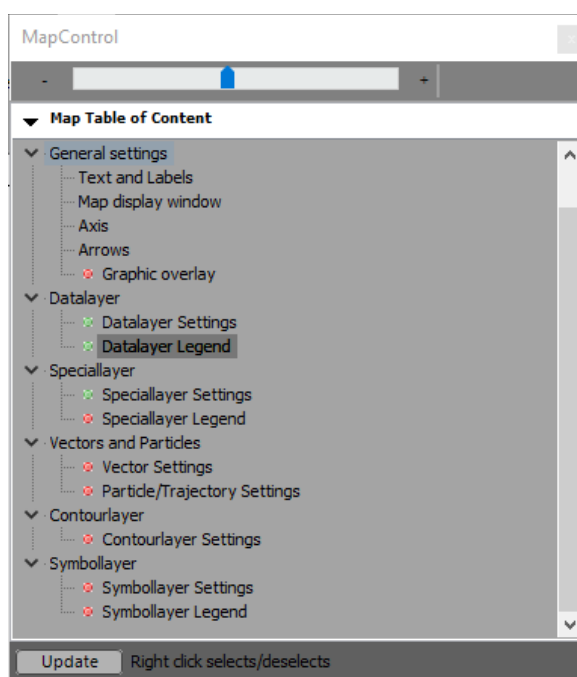 MapControl
- +
Map Table of Content
General settings
Text and Labels
Map display window
Axis
Arrows
Graphic overlay
Datalayer
Datalayer Settings
Datalayer Legend
Speciallayer
Speciallayer Settings
Speciallayer Legend
Vectors and Particles
Vector Settings
Particle/Trajectory Settings
Contourlayer
Contourlayer Settings
Symbollayer
Symbollayer Settings
Symbollayer Legend
Update Right click selects/deselects